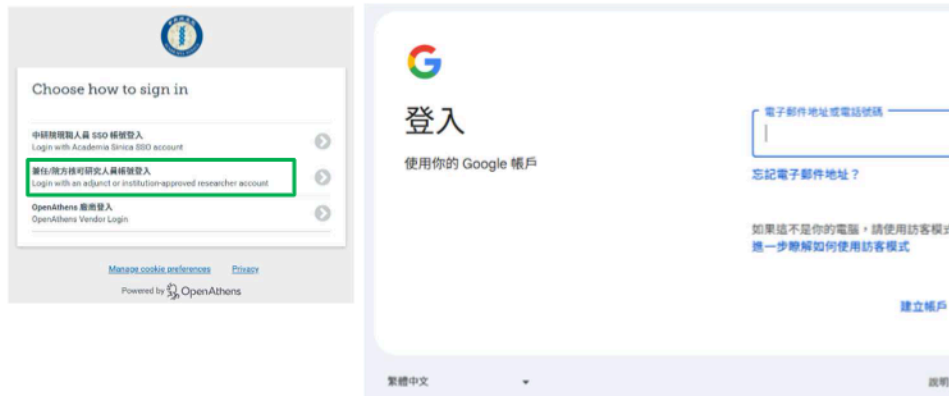 Choose how to sign in
中研院現職人員 SSO 帳號登入
Login with Academia Sinica SSO account
兼任/院方核可研究人員帳號登入
Login with an adjunct or institution-approved researcher account
OpenAthens 廠商登入
OpenAthens Vendor Login
Manage cookie preferences Privacy
Powered by OpenAthens
登入
使用你的 Google 帳戶
電子郵件地址或電話號碼
忘記電子郵件地址？
如果這不是你的電腦，請使用訪客模式
進一步瞭解如何使用訪客模式
建立帳戶
繁體中文
說明